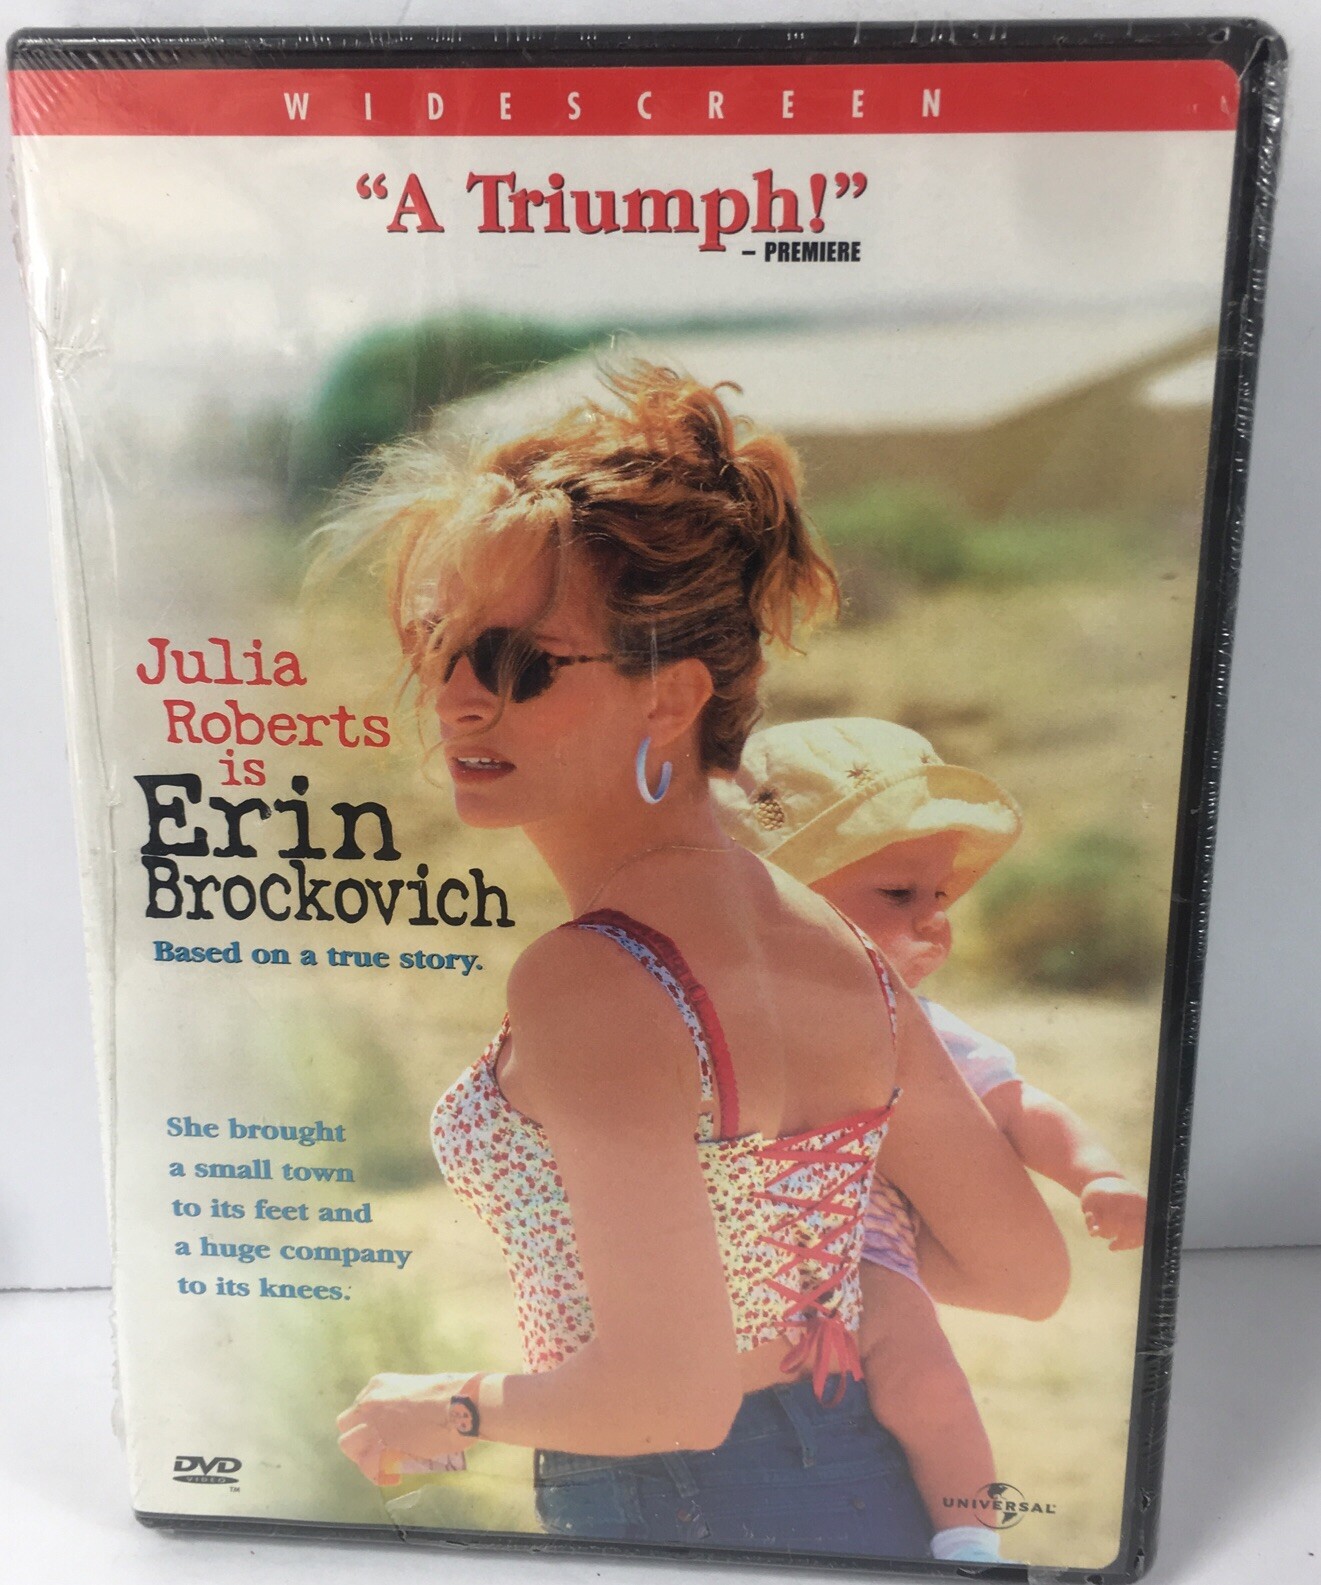 WIDESCREEN
“A Triumph!”
– PREMIERE
Julia
Roberts
is
Erin
Brockovich
Based on a true story.
She brought
a small town
to its feet and
a huge company
to its knees.
DVD
VIDEO
TM
UNIVERSAL